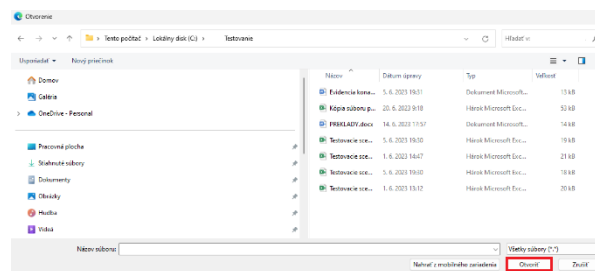 Otvorenie
Tento počítač > Lokálny disk (C:) > Testovanie
Hľadať v:
Usporiadať Nový priečinok
Názov Dátum úpravy Typ Veľkosť
Domov
Galéria
OneDrive - Personal
Pracovná plocha
Stiahnuté súbory
Dokumenty
Obrázky
Hudba
Videá
Evidencia kona... 5. 6. 2023 19:31 Dokument Microsoft... 15 kB
Kópia súboru p... 20. 6. 2023 9:18 Hárok Microsoft Exc... 53 kB
PREKLADY.docx 14. 6. 2023 17:57 Dokument Microsoft... 14 kB
Testovacie sce... 5. 6. 2023 19:30 Hárok Microsoft Exc... 19 kB
Testovacie sce... 1. 6. 2023 14:47 Hárok Microsoft Exc... 21 kB
Testovacie sce... 5. 6. 2023 19:30 Hárok Microsoft Exc... 18 kB
Testovacie sce... 1. 6. 2023 13:12 Hárok Microsoft Exc... 20 kB
Názov súboru: Všetky súbory (*.*)
Nahrať z mobilného zariadenia Otvoriť Zrušiť